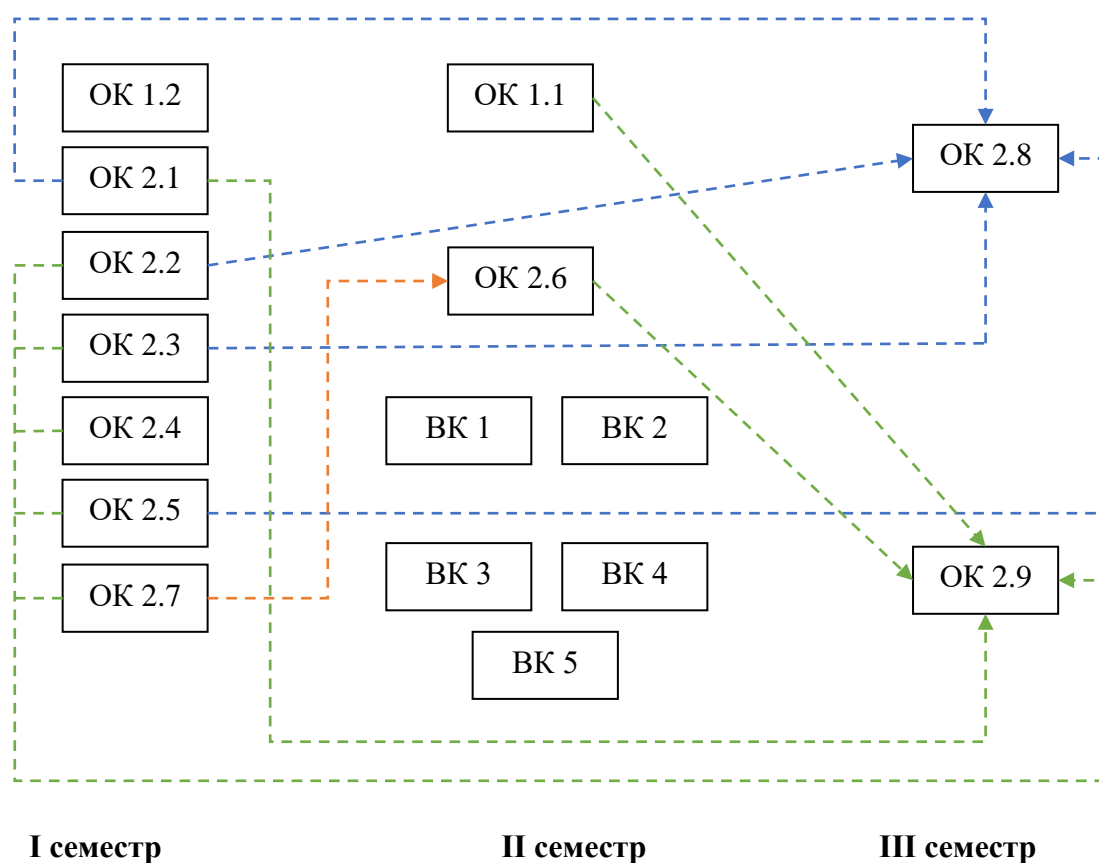 ОК 1.2
ОК 2.1
ОК 2.2
ОК 2.3
ОК 2.4
ОК 2.5
ОК 2.7
ОК 1.1
ОК 2.6
ВК 1
ВК 2
ВК 3
ВК 4
ВК 5
ОК 2.8
ОК 2.9
І семестр
ІІ семестр
ІІІ семестр